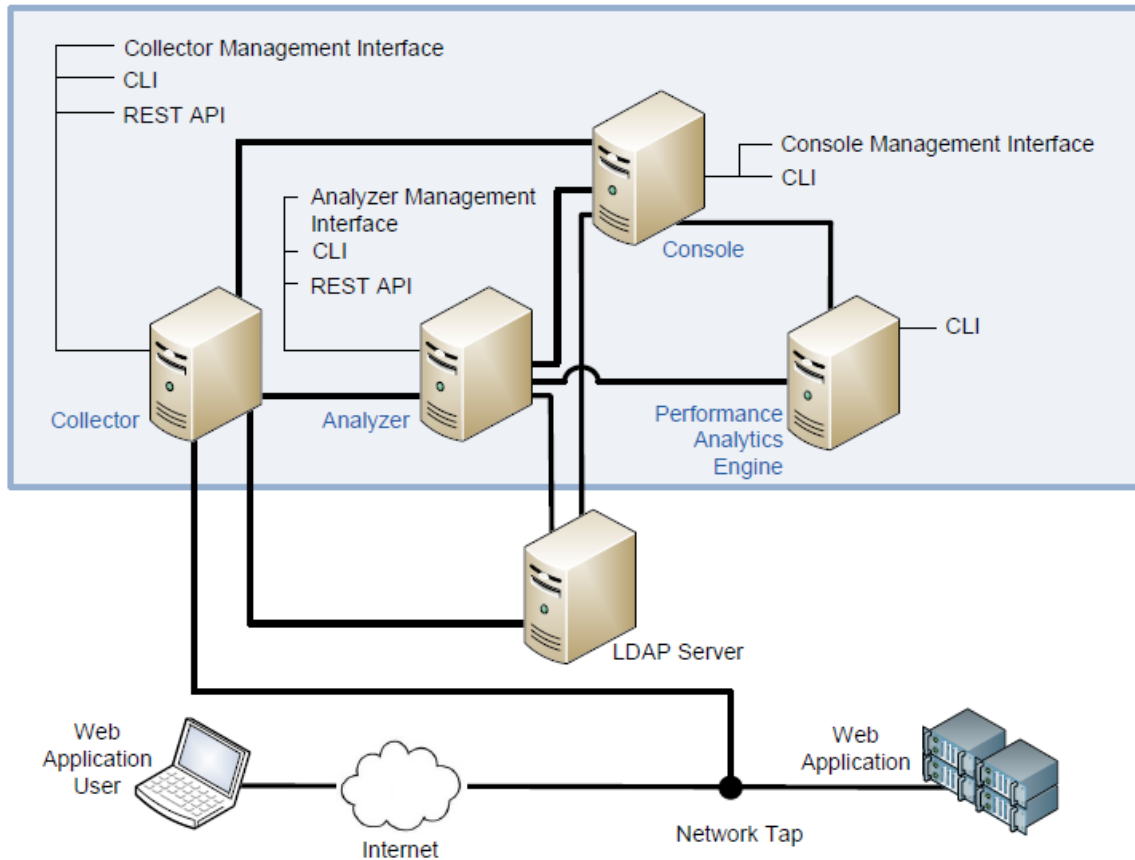 Collector Management Interface
CLI
REST API
Console Management Interface
CLI
Analyzer Management
Interface
CLI
REST API
Console
CLI
Collector
Analyzer
Performance
Analytics
Engine
LDAP Server
Web
Application
User
Internet
Network Tap
Web
Application